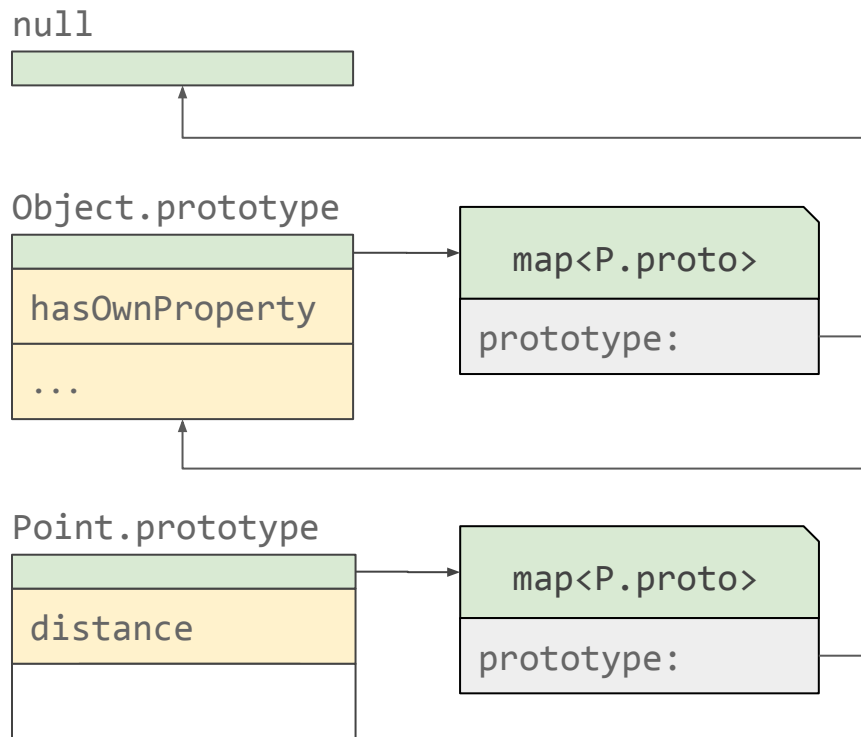 null
Object.prototype
map<P.proto>
hasOwnProperty
prototype:
...
Point.prototype
map<P.proto>
distance
prototype: